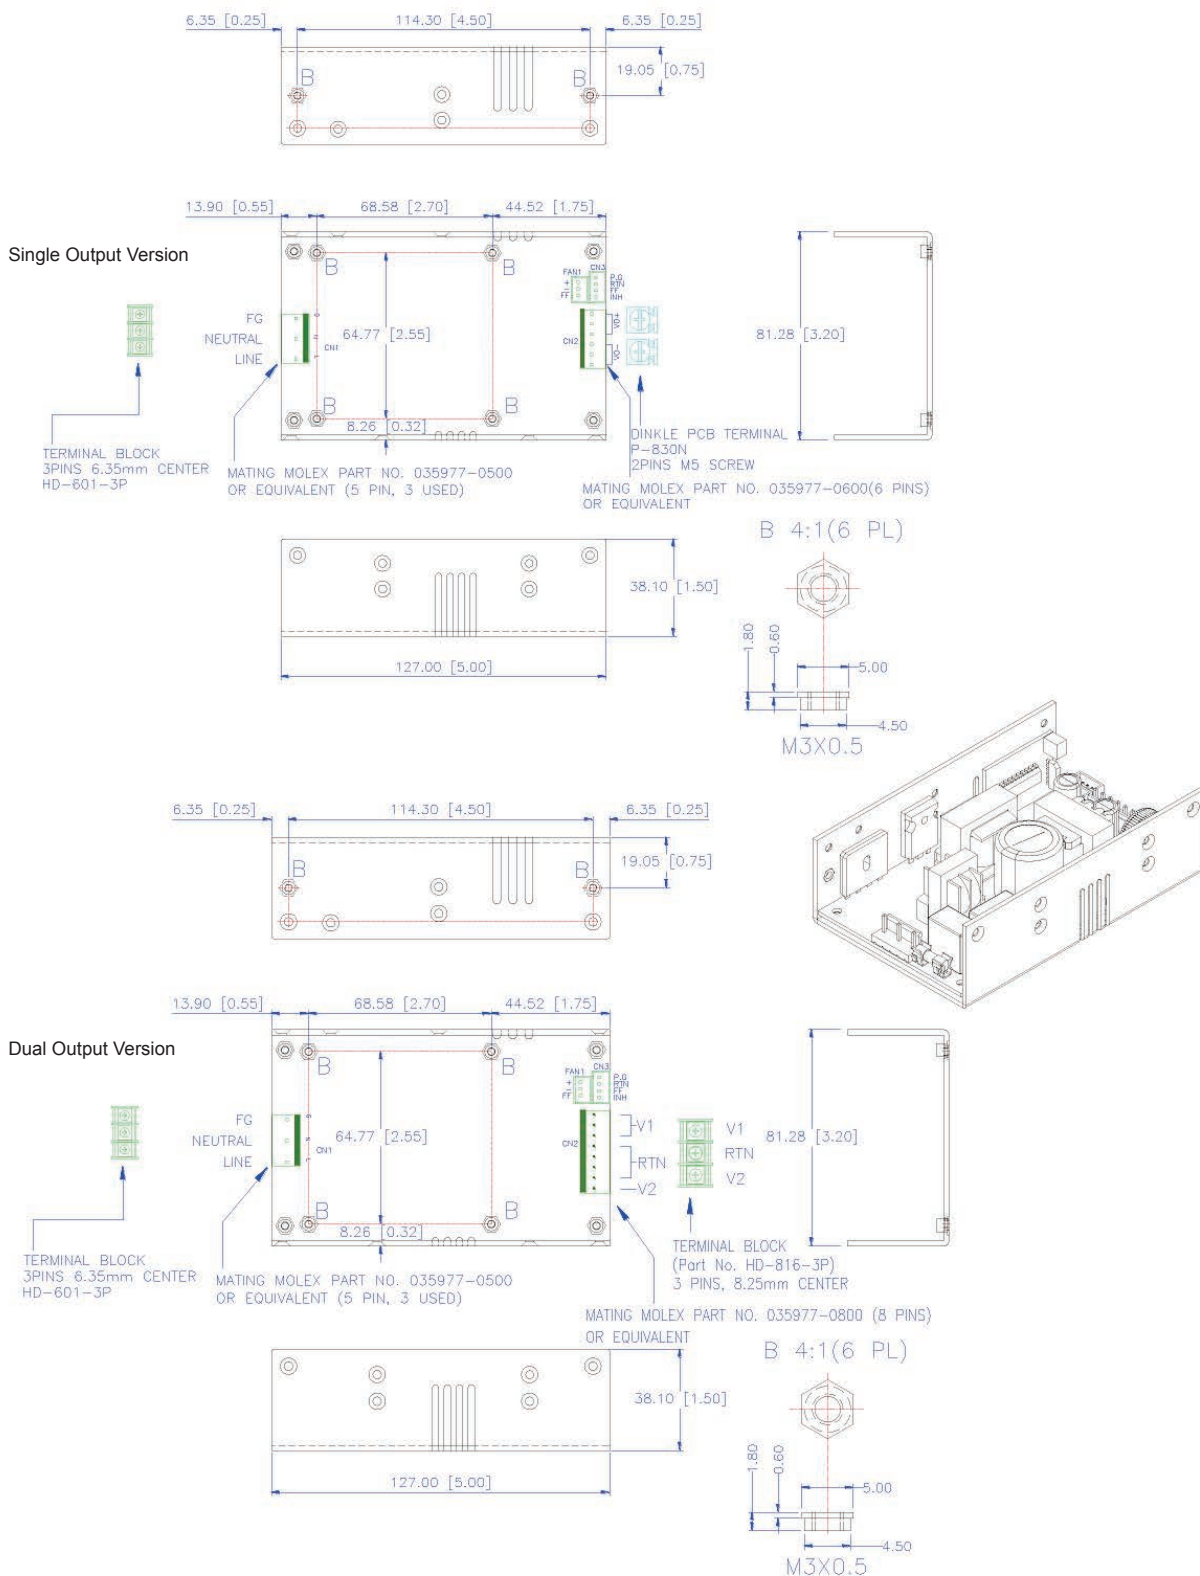 6.35 [0.25]
114.30 [4.50]
6.35 [0.25]
19.05 [0.75]
B
B
13.90 [0.55]
68.58 [2.70]
44.52 [1.75]
Single Output Version
B
B
FAN1
CN3
+
-
FF
P.G
RTN
FF
INH
FG
NEUTRAL
LINE
CN1
64.77 [2.55]
CN2
VO+
VO-
81.28 [3.20]
B
B
8.26 [0.32]
TERMINAL BLOCK
3PINS 6.35mm CENTER
HD-601-3P
MATING MOLEX PART NO. 035977-0500
OR EQUIVALENT (5 PIN, 3 USED)
DINKLE PCB TERMINAL
P-830N
2PINS M5 SCREW
MATING MOLEX PART NO. 035977-0600(6 PINS)
OR EQUIVALENT
B 4:1(6 PL)
38.10 [1.50]
127.00 [5.00]
1.80
0.60
5.00
4.50
M3X0.5
6.35 [0.25]
114.30 [4.50]
6.35 [0.25]
19.05 [0.75]
B
B
13.90 [0.55]
68.58 [2.70]
44.52 [1.75]
Dual Output Version
B
B
FAN1
CN3
+
-
FF
P.G
RTN
FF
INH
FG
NEUTRAL
LINE
CN1
64.77 [2.55]
CN2
V1
RTN
V2
V1
RTN
V2
81.28 [3.20]
B
B
8.26 [0.32]
TERMINAL BLOCK
3PINS 6.35mm CENTER
HD-601-3P
MATING MOLEX PART NO. 035977-0500
OR EQUIVALENT (5 PIN, 3 USED)
TERMINAL BLOCK
(Part No. HD-816-3P)
3 PINS, 8.25mm CENTER
MATING MOLEX PART NO. 035977-0800 (8 PINS)
OR EQUIVALENT
B 4:1(6 PL)
38.10 [1.50]
127.00 [5.00]
1.80
0.60
5.00
4.50
M3X0.5